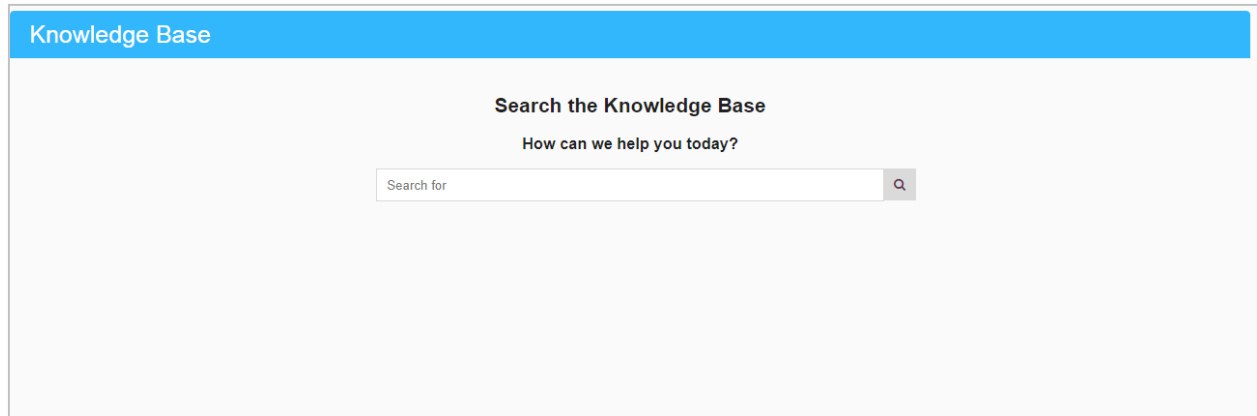 Knowledge Base
Search the Knowledge Base
How can we help you today?
Search for